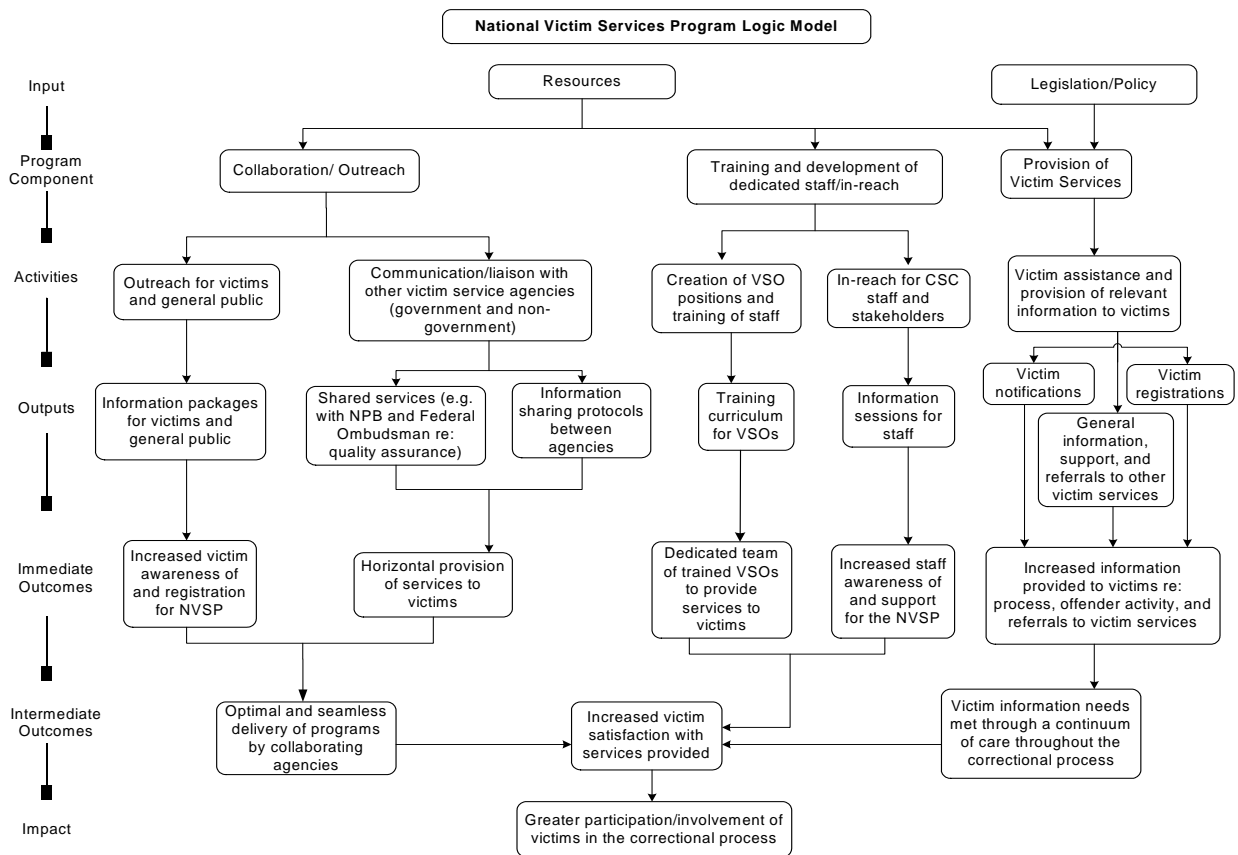 National Victim Services Program Logic Model
Input
Resources
Legislation/Policy
Program
Component
Collaboration/ Outreach
Training and development of
dedicated staff/in-reach
Provision of
Victim Services
Activities
Outreach for victims
and general public
Communication/liaison with
other victim service agencies
(government and non-
government)
Creation of VSO
positions and
training of staff
In-reach for CSC
staff and
stakeholders
Victim assistance and
provision of relevant
information to victims
Outputs
Information packages
for victims and
general public
Shared services (e.g.
with NPB and Federal
Ombudsman re:
quality assurance)
Information
sharing protocols
between
agencies
Training
curriculum
for VSOs
Information
sessions for
staff
Victim
notifications
Victim
registrations
General
information,
support, and
referrals to other
victim services
Immediate
Outcomes
Increased victim
awareness of
and registration
for NVSP
Horizontal provision
of services to
victims
Dedicated team
of trained VSOs
to provide
services to
victims
Increased staff
awareness of
and support
for the NVSP
Increased information
provided to victims re:
process, offender activity, and
referrals to victim services
Intermediate
Outcomes
Optimal and seamless
delivery of programs
by collaborating
agencies
Increased victim
satisfaction with
services provided
Victim information needs
met through a continuum
of care throughout the
correctional process
Impact
Greater participation/involvement of
victims in the correctional process